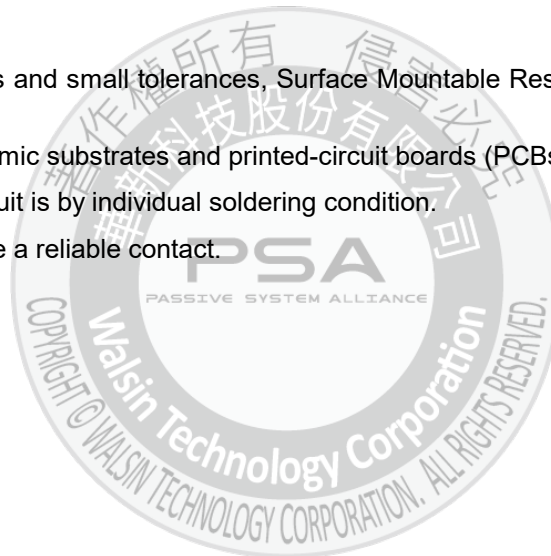 s and small tolerances, Surface Mountable Res
mic substrates and printed-circuit boards (PCBs
uit is by individual soldering condition.
e a reliable contact.
著作權所有 侵害必究
華新科技股份有限公司
PSA
PASSIVE SYSTEM ALLIANCE
Walsin Technology Corporation
COPYRIGHT © WALSIN TECHNOLOGY CORPORATION. ALL RIGHTS RESERVED.